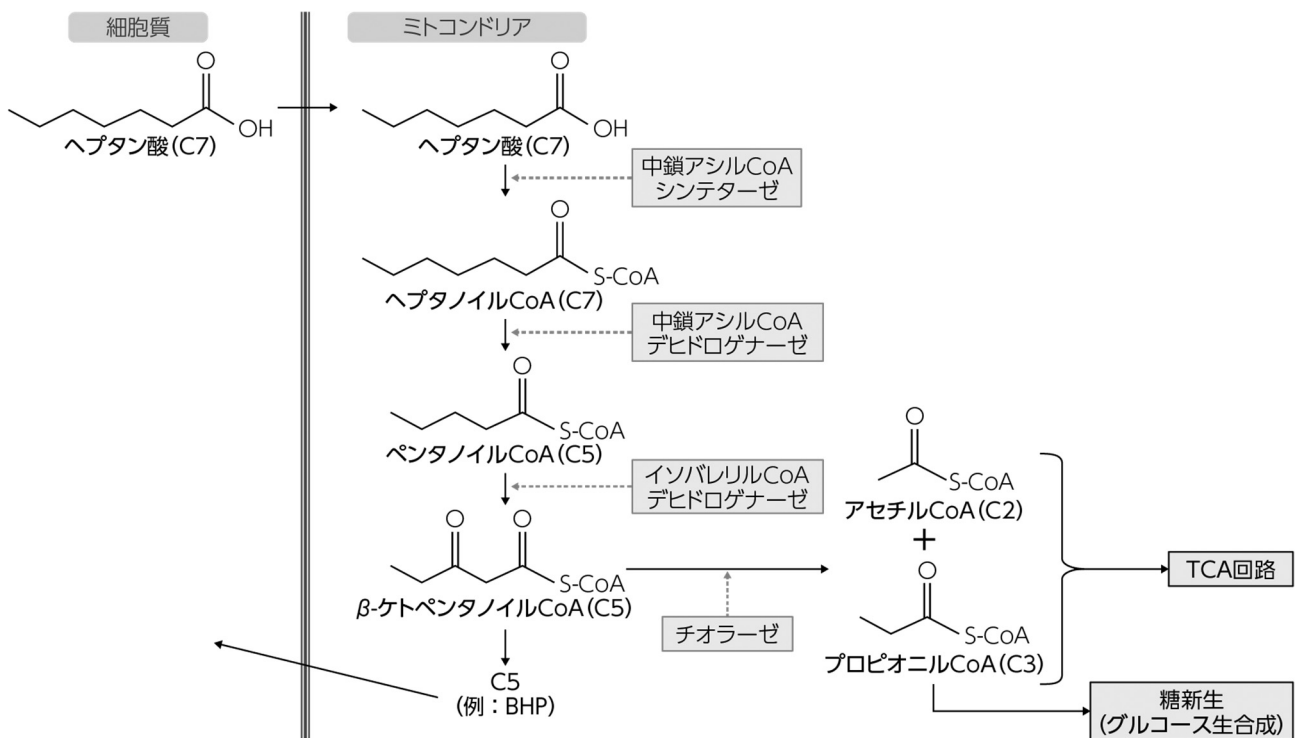 細胞質
ミトコンドリア
O
OH
ヘプタン酸(C7)
O
OH
ヘプタン酸(C7)
中鎖アシルCoA
シンテターゼ
O
S-CoA
ヘプタノイルCoA(C7)
中鎖アシルCoA
デヒドロゲナーゼ
O
S-CoA
ペンタノイルCoA(C5)
イソバレリルCoA
デヒドロゲナーゼ
O
O
S-CoA
β-ケトペンタノイルCoA(C5)
チオラーゼ
C5
(例:BHP)
O
S-CoA
アセチルCoA(C2)
+
O
S-CoA
プロピオニルCoA(C3)
TCA回路
糖新生
(グルコース生合成)